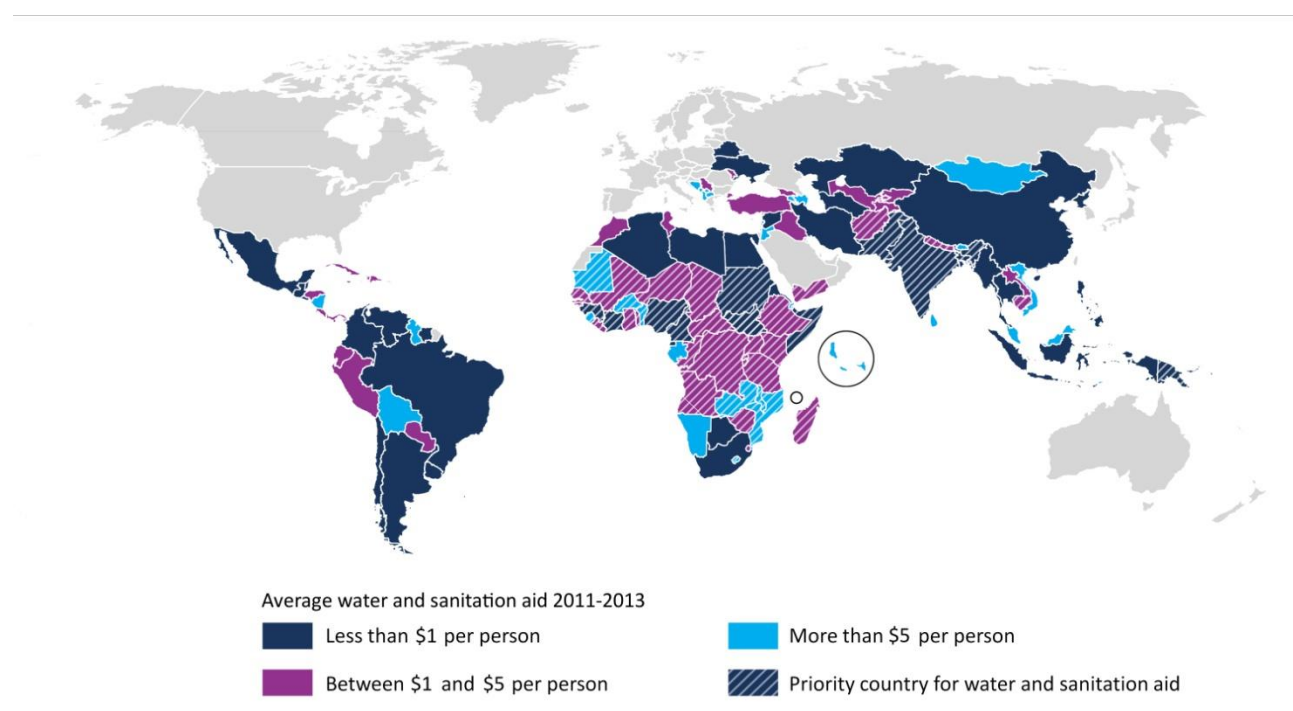 Average water and sanitation aid 2011-2013
Less than $1 per person
More than $5 per person
Between $1 and $5 per person
Priority country for water and sanitation aid